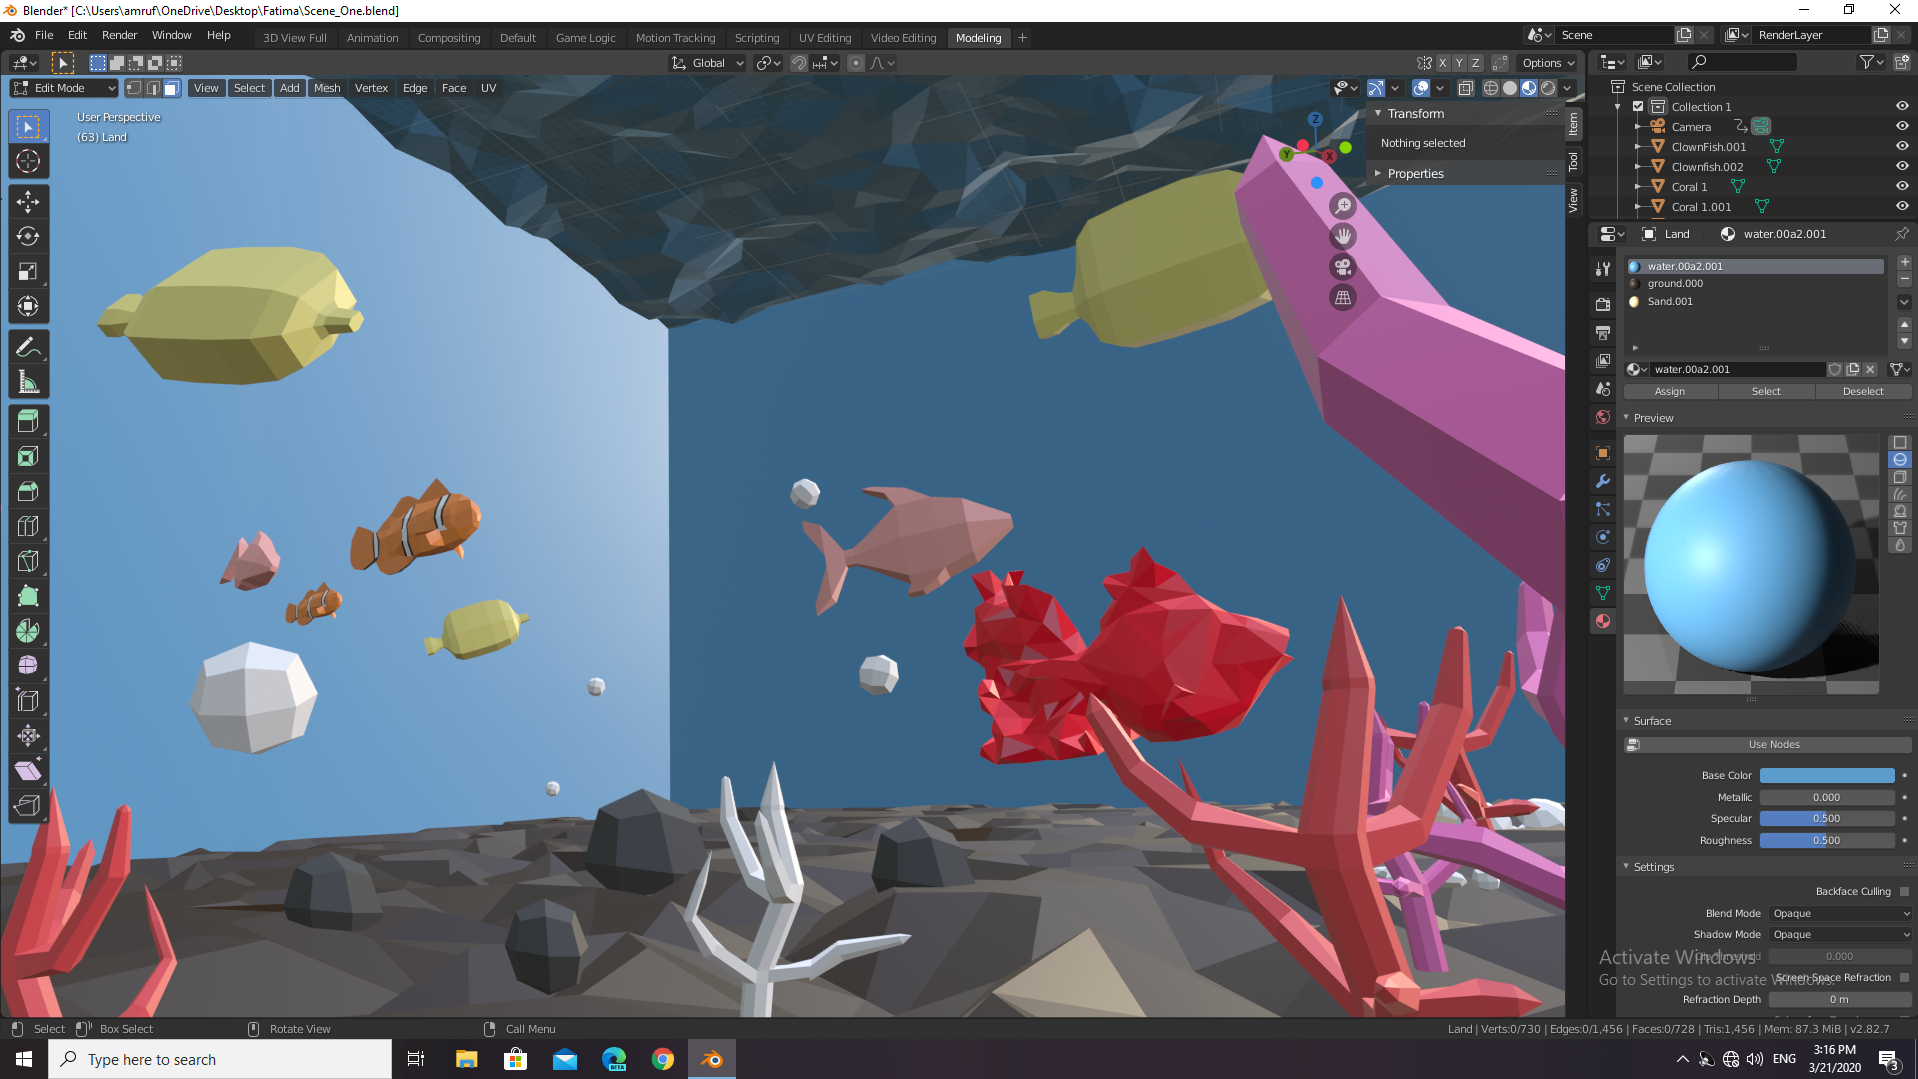 Blender* [C:\Users\amruf\OneDrive\Desktop\Fatima\Scene_One.blend]
File Edit Render Window Help 3D View Full Animation Compositing Default Game Logic Motion Tracking Scripting UV Editing Video Editing Modeling Scene RenderLayer
Global X Y Z Options
Edit Mode View Select Add Mesh Vertex Edge Face UV
User Perspective
(63) Land
Z
Y
X
Transform
Nothing selected
Properties
Item
Tool
View
Scene Collection
Collection 1
Camera
ClownFish.001
Clownfish.002
Coral 1
Coral 1.001
Land water.00a2.001
water.00a2.001
ground.000
Sand.001
water.00a2.001
Assign Select Deselect
Preview
Surface
Use Nodes
Base Color
Metallic 0.000
Specular 0.500
Roughness 0.500
Settings
Backface Culling
Blend Mode Opaque
Shadow Mode Opaque
0.000
Screen Space Refraction
Refraction Depth 0 m
Activate Windows
Go to Settings to activate Windows.
Select Box Select Rotate View Call Menu
Land | Verts:0/730 | Edges:0/1,456 | Faces:0/728 | Tris:1,456 | Mem: 87.3 MiB | v2.82.7
Type here to search
BETA
ENG
3:16 PM
3/21/2020
3